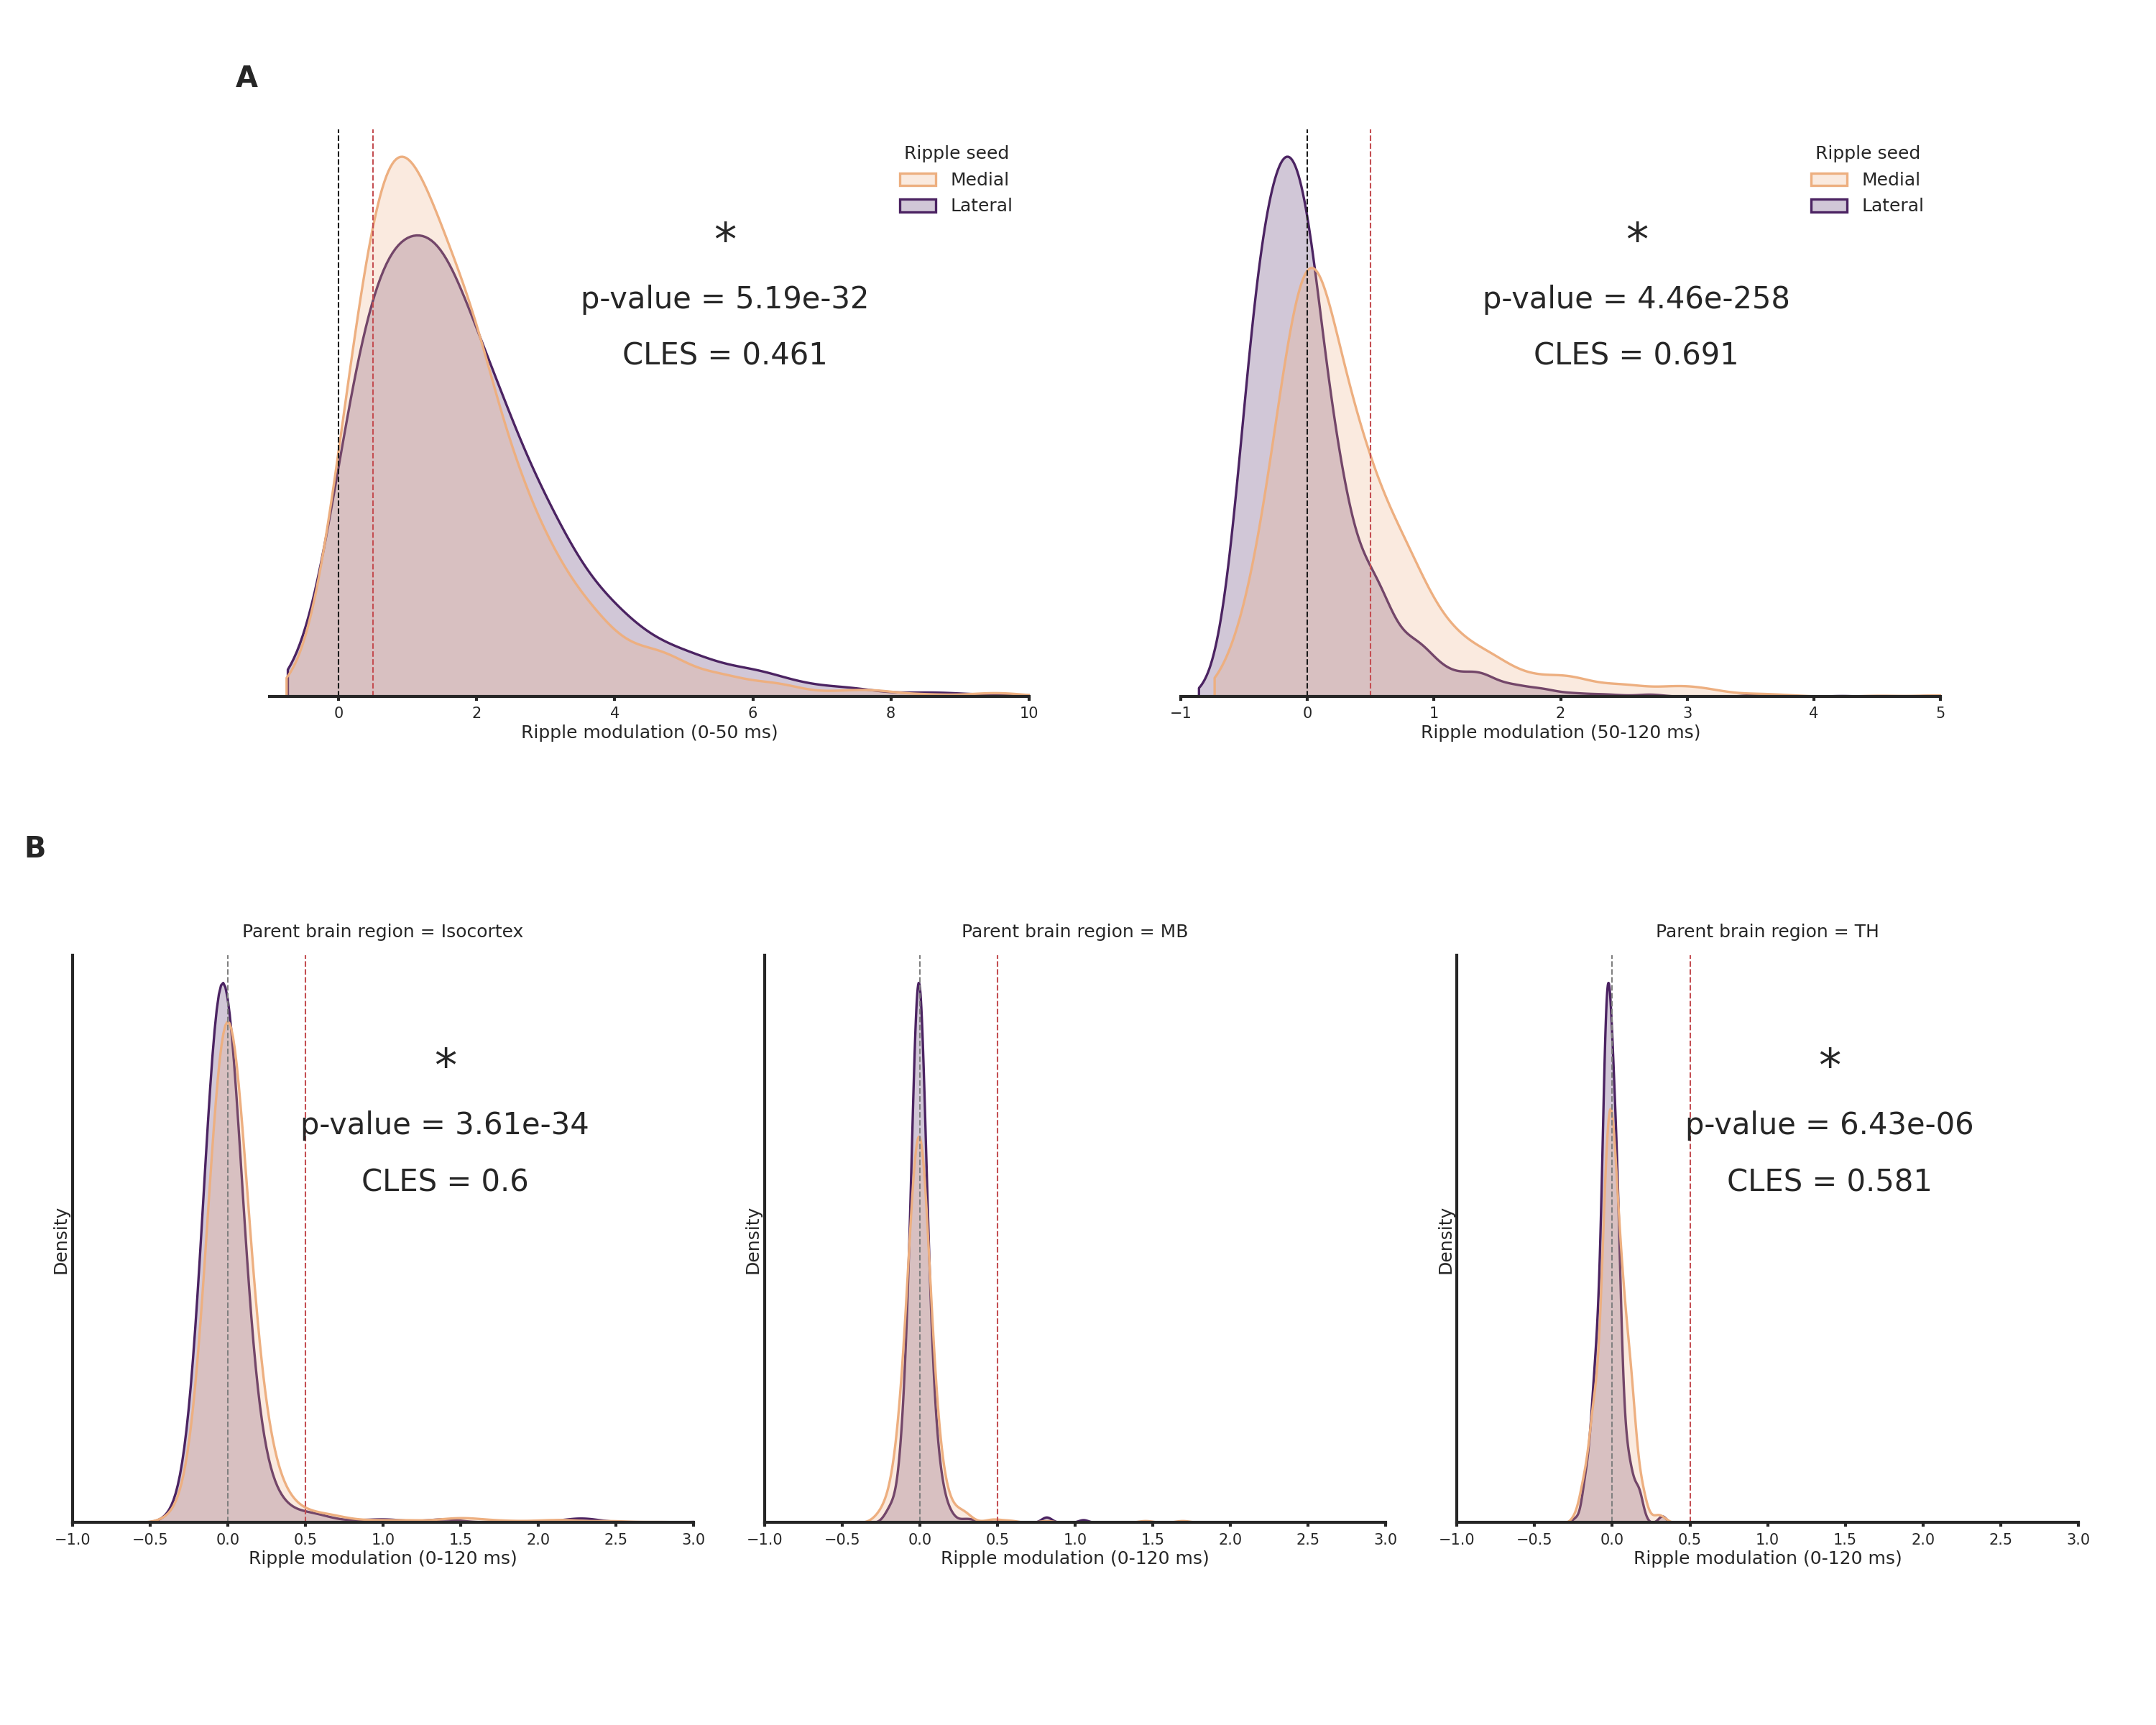 A
Ripple seed
Medial
Lateral
*
p-value = 5.19e-32
CLES = 0.461
0 2 4 6 8 10
Ripple modulation (0-50 ms)
Ripple seed
Medial
Lateral
*
p-value = 4.46e-258
CLES = 0.691
−1 0 1 2 3 4 5
Ripple modulation (50-120 ms)
B
Parent brain region = Isocortex
Density
*
p-value = 3.61e-34
CLES = 0.6
−1.0 −0.5 0.0 0.5 1.0 1.5 2.0 2.5 3.0
Ripple modulation (0-120 ms)
Parent brain region = MB
Density
−1.0 −0.5 0.0 0.5 1.0 1.5 2.0 2.5 3.0
Ripple modulation (0-120 ms)
Parent brain region = TH
Density
*
p-value = 6.43e-06
CLES = 0.581
−1.0 −0.5 0.0 0.5 1.0 1.5 2.0 2.5 3.0
Ripple modulation (0-120 ms)